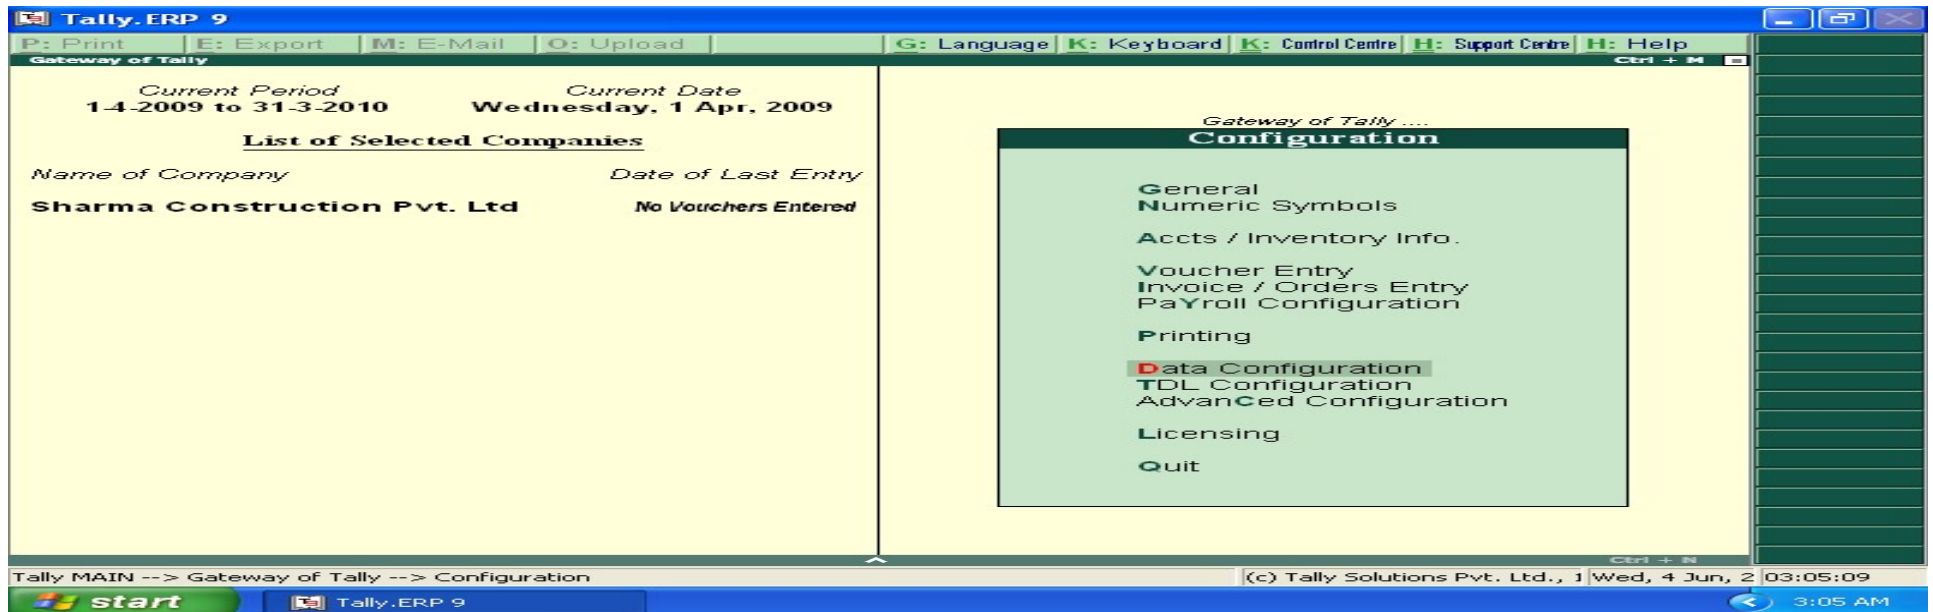 Tally.ERP 9
P: Print E: Export M: E-Mail O: Upload G: Language K: Keyboard K: Control Centre H: Support Centre H: Help
Gateway of Tally Ctrl + M
Current Period Current Date
1-4-2009 to 31-3-2010 Wednesday, 1 Apr, 2009
List of Selected Companies
Name of Company Date of Last Entry
Sharma Construction Pvt. Ltd No Vouchers Entered
Gateway of Tally ....
Configuration
General
Numeric Symbols
Accts / Inventory Info.
Voucher Entry
Invoice / Orders Entry
PaYroll Configuration
Printing
Data Configuration
TDL Configuration
AdvanCed Configuration
Licensing
Quit
Ctrl + N
Tally MAIN --> Gateway of Tally --> Configuration (c) Tally Solutions Pvt. Ltd., 1 Wed, 4 Jun, 2 03:05:09
start Tally.ERP 9 3:05 AM